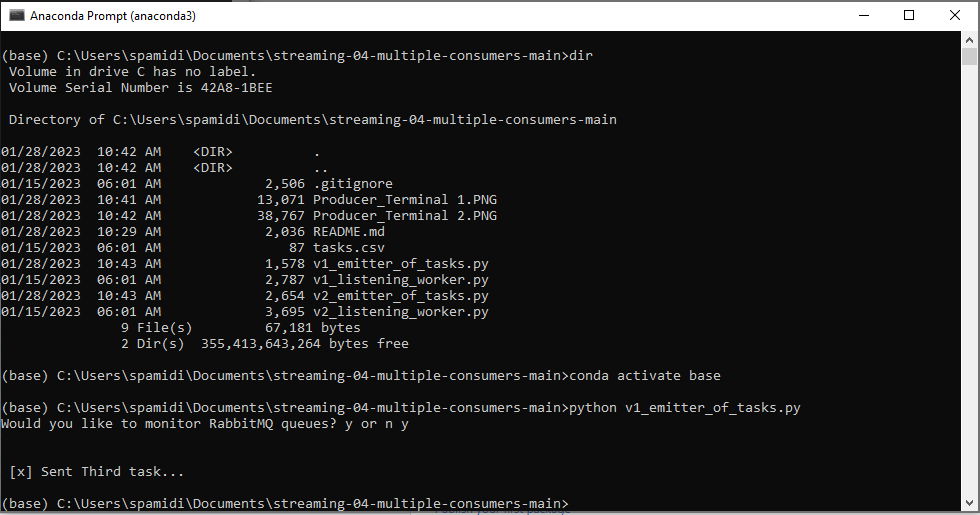 Anaconda Prompt (anaconda3)
(base) C:\Users\spamidi\Documents\streaming-04-multiple-consumers-main>dir
 Volume in drive C has no label.
 Volume Serial Number is 42A8-1BEE
 Directory of C:\Users\spamidi\Documents\streaming-04-multiple-consumers-main
01/28/2023  10:42 AM    <DIR>          .
01/28/2023  10:42 AM    <DIR>          ..
01/15/2023  06:01 AM             2,506 .gitignore
01/28/2023  10:41 AM            13,071 Producer_Terminal 1.PNG
01/28/2023  10:42 AM            38,767 Producer_Terminal 2.PNG
01/28/2023  10:29 AM             2,036 README.md
01/15/2023  06:01 AM                87 tasks.csv
01/28/2023  10:43 AM             1,578 v1_emitter_of_tasks.py
01/15/2023  06:01 AM             2,787 v1_listening_worker.py
01/28/2023  10:43 AM             2,654 v2_emitter_of_tasks.py
01/15/2023  06:01 AM             3,695 v2_listening_worker.py
               9 File(s)         67,181 bytes
               2 Dir(s)  355,413,643,264 bytes free
(base) C:\Users\spamidi\Documents\streaming-04-multiple-consumers-main>conda activate base
(base) C:\Users\spamidi\Documents\streaming-04-multiple-consumers-main>python v1_emitter_of_tasks.py
Would you like to monitor RabbitMQ queues? y or n y
 [x] Sent Third task...
(base) C:\Users\spamidi\Documents\streaming-04-multiple-consumers-main>